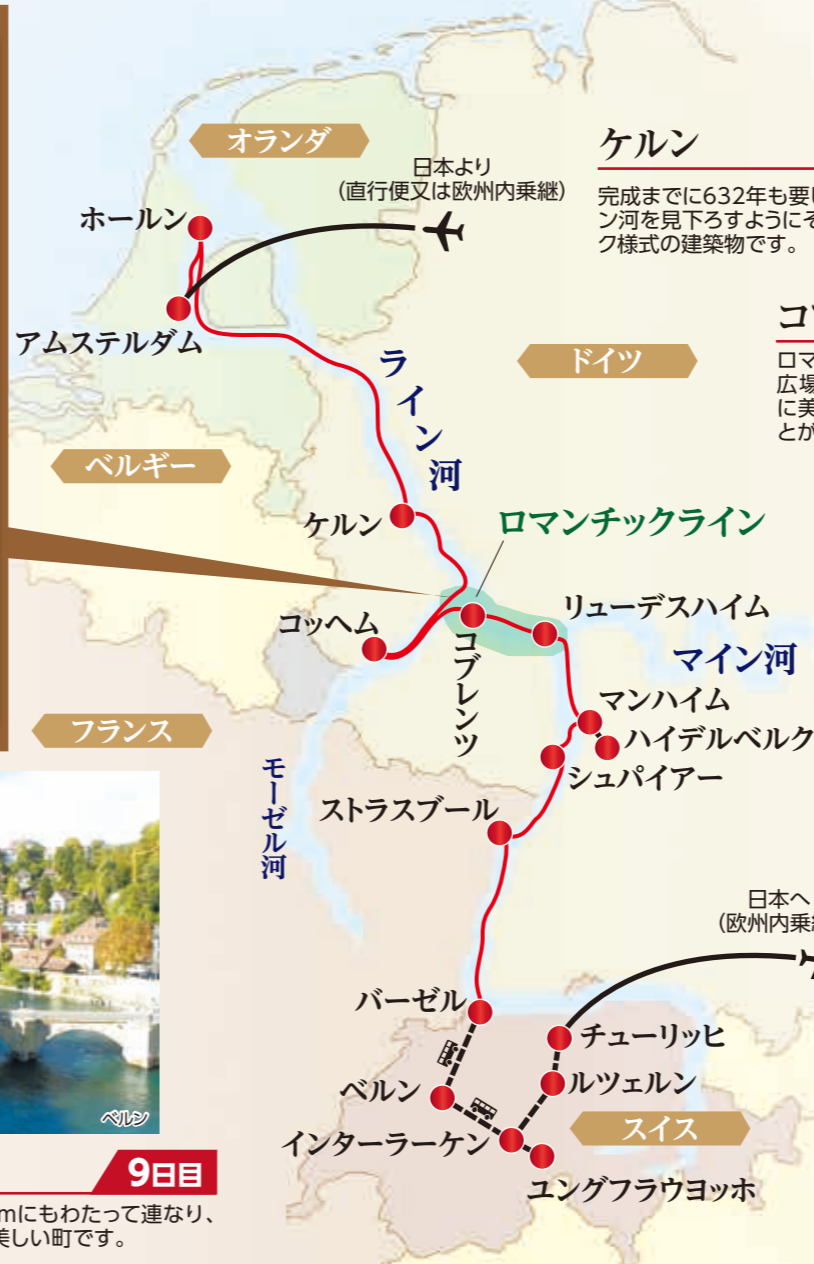 オランダ
日本より
(直行便又は欧州内乗継)
ケルン
完成までに632年も要し
ン河を見下ろすようにそ
ク様式の建築物です。
ホールン
アムステルダム
ドイツ
ロマ
広場
に美
とが
ライン河
ベルギー
ケルン
ロマンチックライン
コッヘム
コブレンツ
リューデスハイム
マイン河
マンハイム
ハイデルベルク
シュパイアー
フランス
モーゼル河
ストラスブール
日本へ
(欧州内乗
バーゼル
チューリッヒ
ベルン
ルツェルン
インターラーケン
スイス
ユングフラウヨッホ
ベルン
9日目
mにもわたって連なり、
美しい町です。